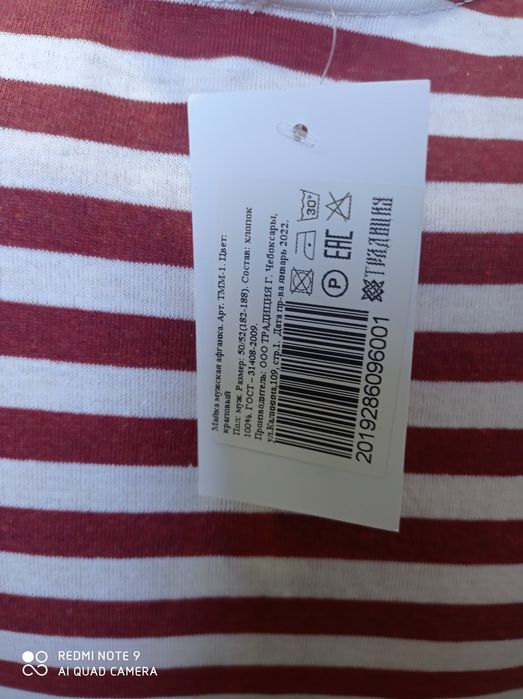 Майка мужская афганка. Арт. ТММ-1. Цвет:
краповый
Пол: муж. Размер: 50/52(182-188). Состав: хлопок
100%. ГОСТ – 31408-2009.
Производитель: ООО ТРАДИЦИЯ Г. Чебоксары,
ул.Калинина,109, стр.1. Дата пр-ва январь 2022.
30°
P
ЕАС
ТРАДИЦИЯ
2019286096001
REDMI NOTE 9
AI QUAD CAMERA